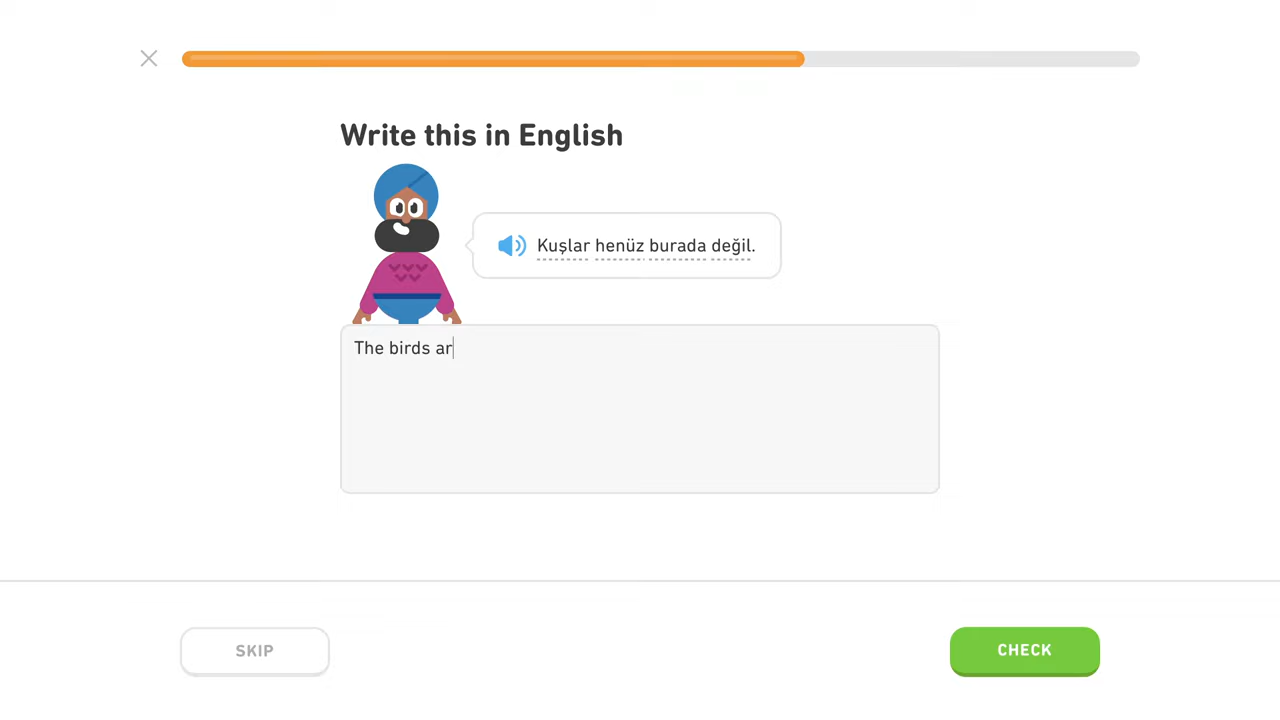 Write this in English
Kuşlar henüz burada değil.
The birds ar
SKIP
CHECK